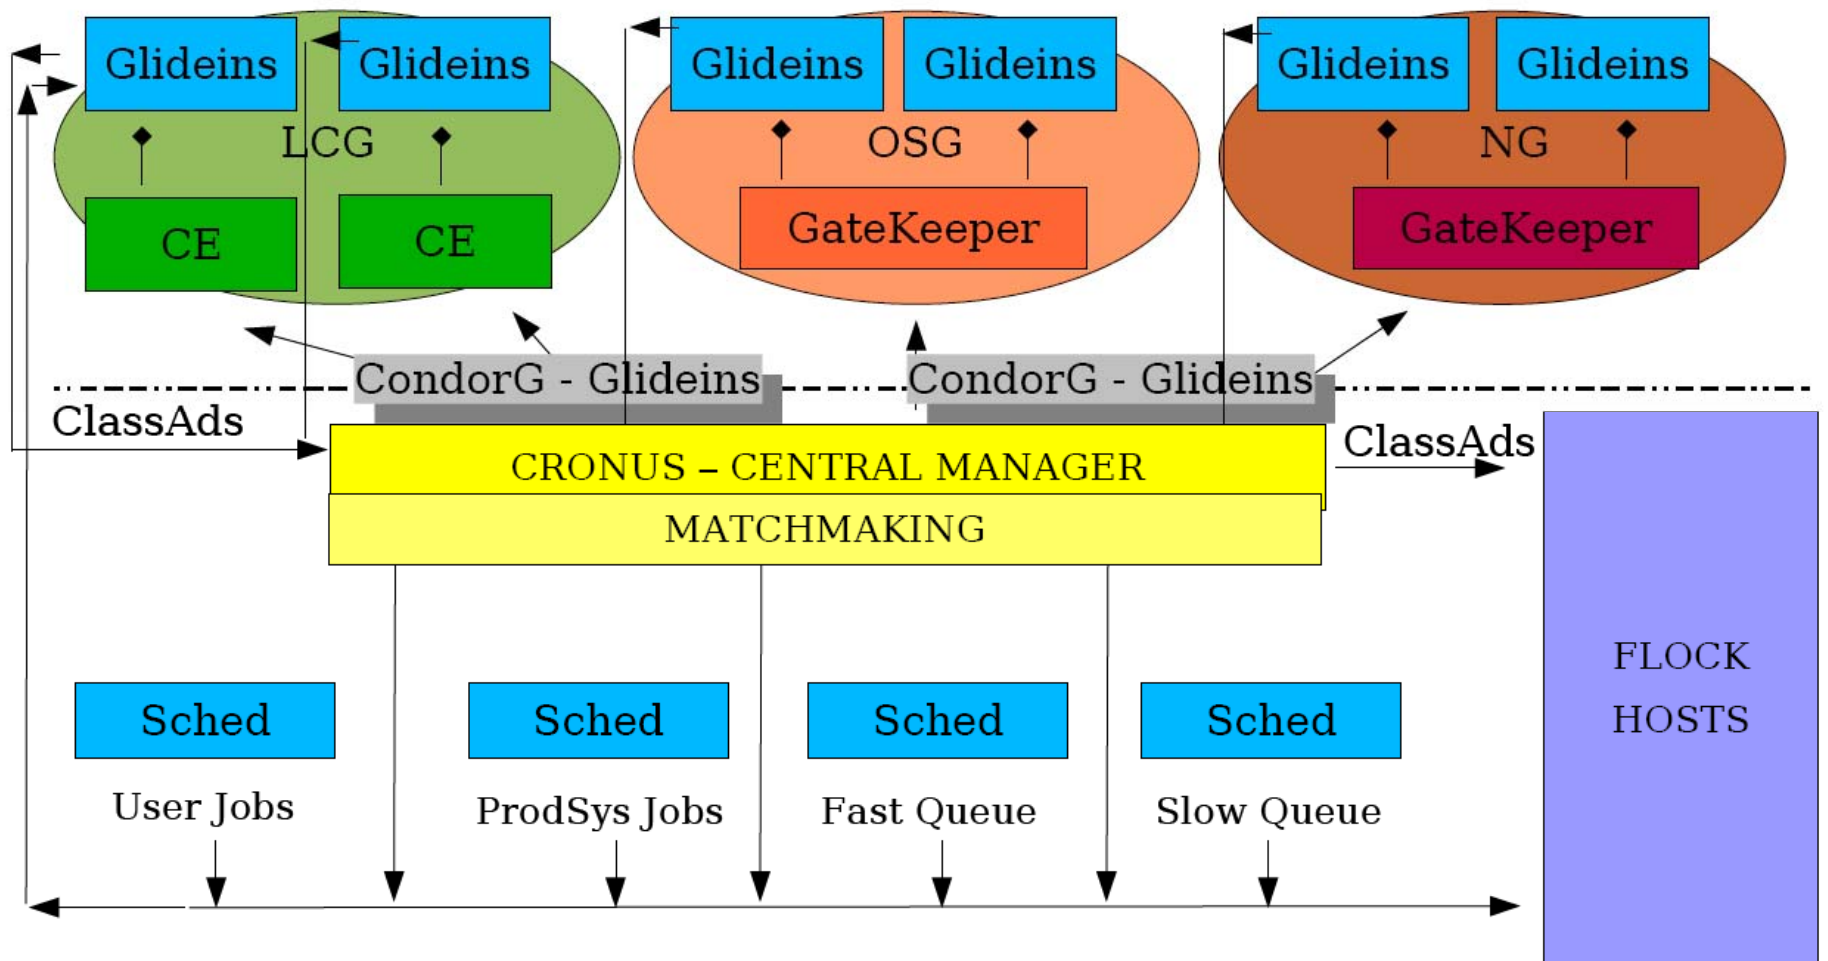 Glideins
Glideins
Glideins
Glideins
Glideins
Glideins
LCG
OSG
NG
CE
CE
GateKeeper
GateKeeper
CondorG - Glideins
CondorG - Glideins
ClassAds
ClassAds
CRONUS – CENTRAL MANAGER
MATCHMAKING
FLOCK
HOSTS
Sched
Sched
Sched
Sched
User Jobs
ProdSys Jobs
Fast Queue
Slow Queue